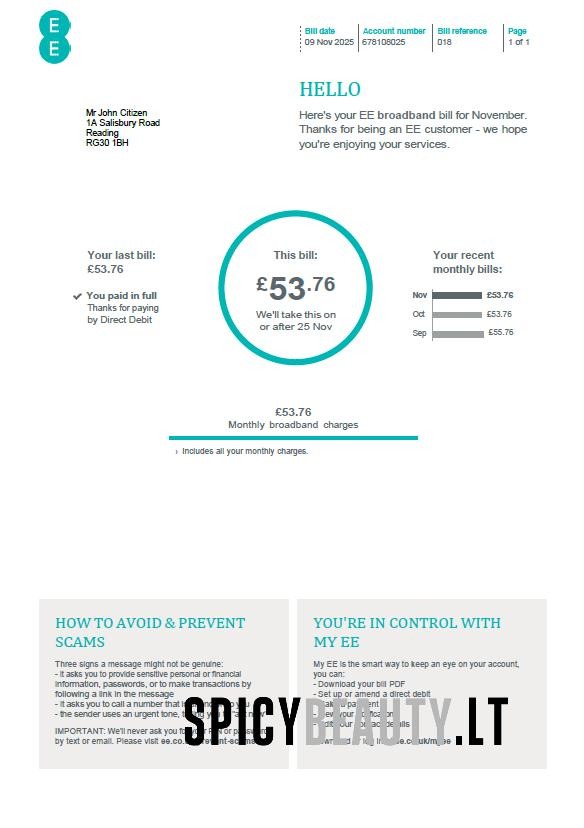 E
E
Bill date
09 Nov 2025
Account number
678108025
Bill reference
018
Page
1 of 1
HELLO
Here's your EE broadband bill for November.
Thanks for being an EE customer - we hope
you're enjoying your services.
Mr John Citizen
1A Salisbury Road
Reading
RG30 1BH
Your last bill:
£53.76
You paid in full
Thanks for paying
by Direct Debit
This bill:
£53.76
We'll take this on
or after 25 Nov
Your recent
monthly bills:
Nov £53.76
Oct £53.76
Sep £55.76
£53.76
Monthly broadband charges
› Includes all your monthly charges.
HOW TO AVOID & PREVENT
SCAMS
Three signs a message might not be genuine:
- it asks you to provide sensitive personal or financial
information, passwords, or to make transactions by
following a link in the message
- it asks you to call a number that
- the sender uses an urgent tone,
IMPORTANT: We'll never ask you for
by text or email. Please visit
YOU'RE IN CONTROL WITH
MY EE
My EE is the smart way to keep an eye on your account,
you can:
- Download your bill PDF
- Set up or amend a direct debit
SPICYBEAUTY.LT